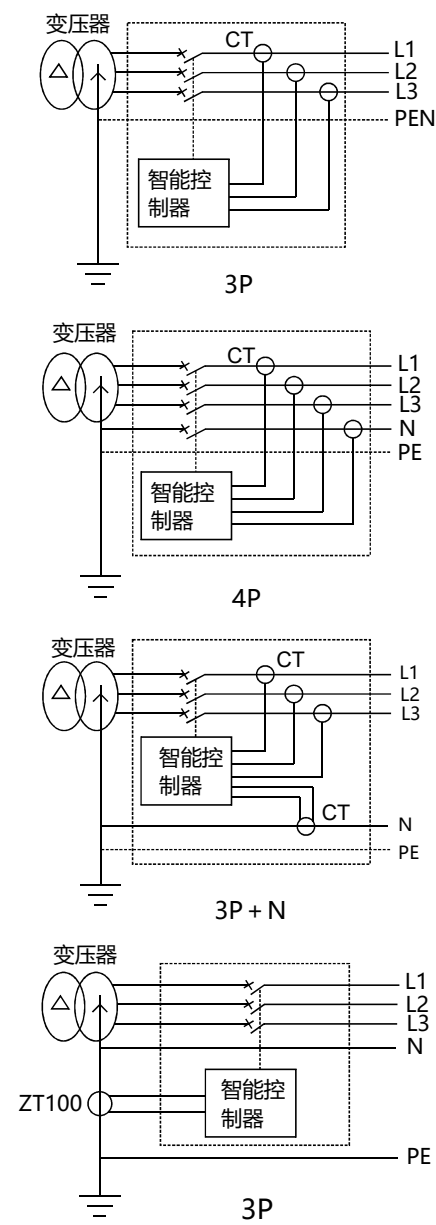 变压器
CT
L1
L2
L3
PEN
智能控
制器
3P
变压器
CT
L1
L2
L3
N
PE
智能控
制器
4P
变压器
CT
L1
L2
L3
智能控
制器
CT
N
PE
3P + N
变压器
L1
L2
L3
N
智能控
制器
ZT100
PE
3P